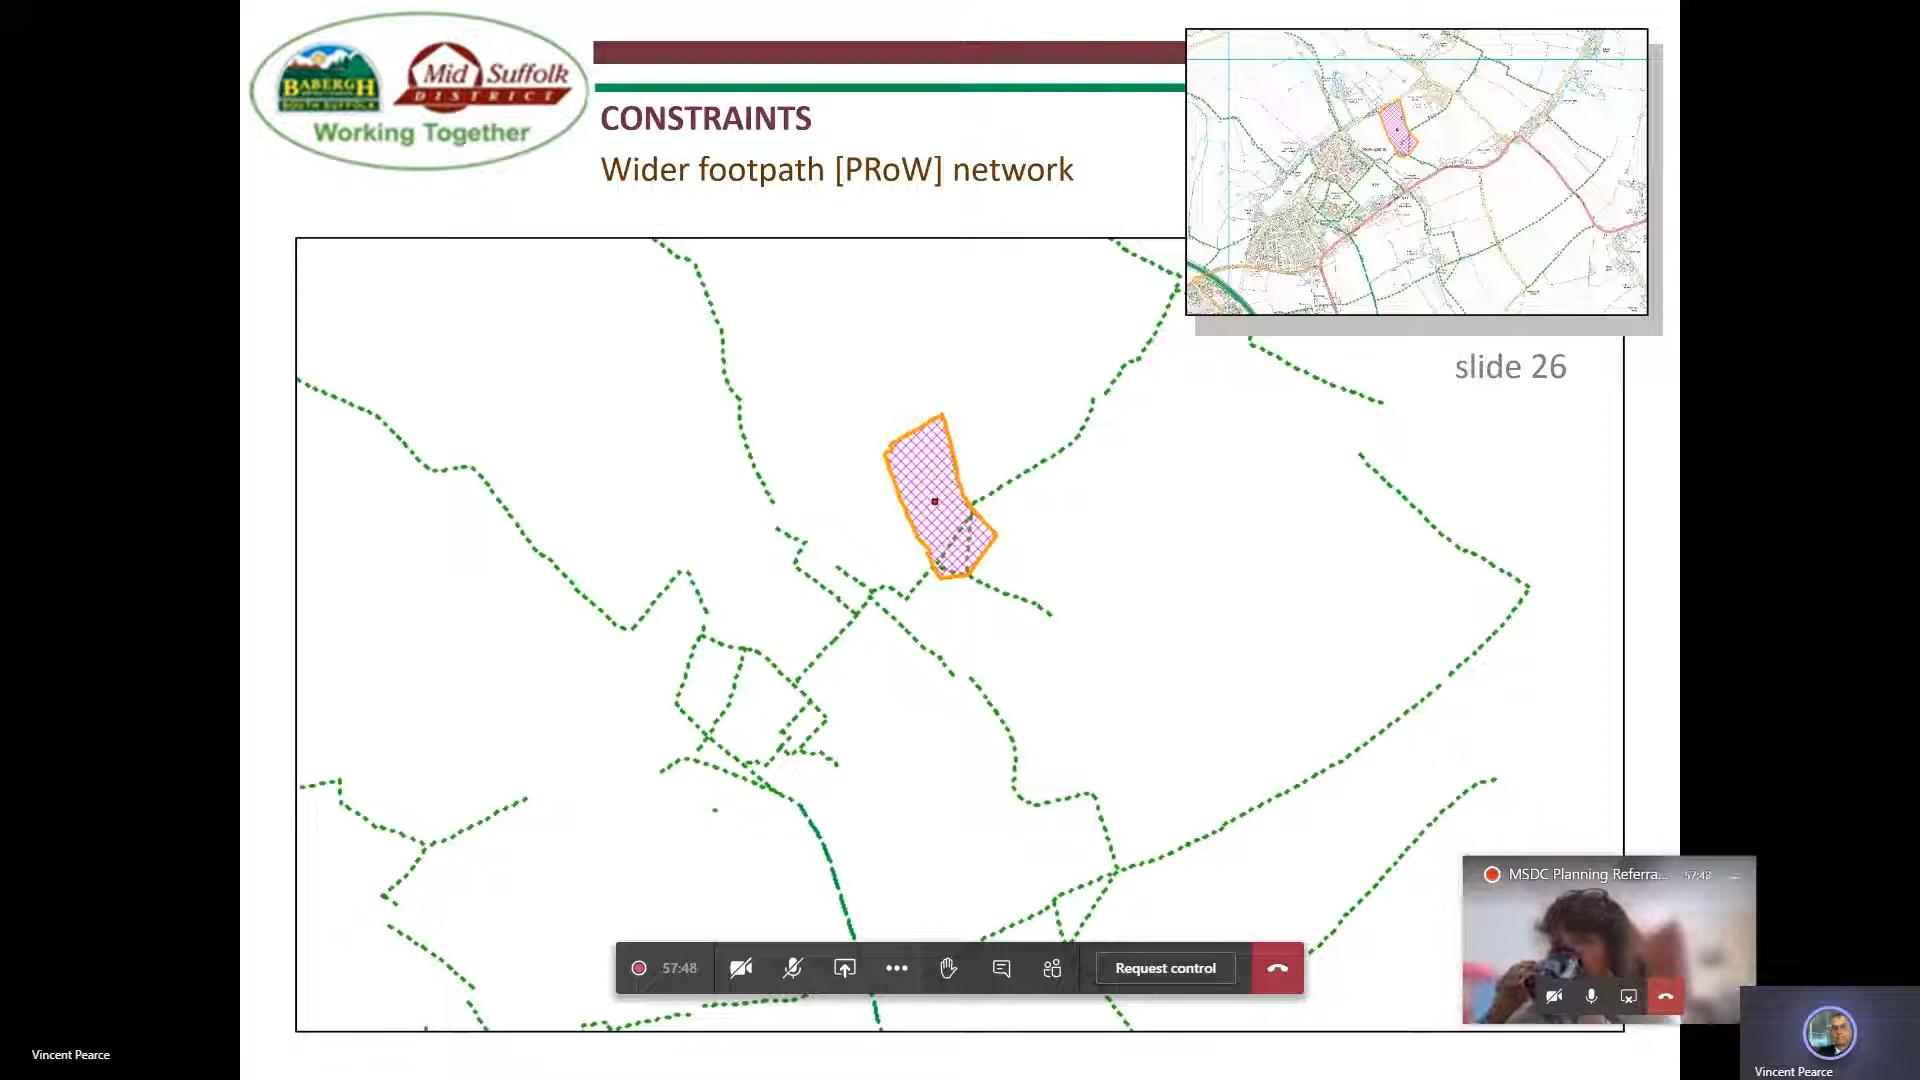 BABERGH
SOUTH SUFFOLK
Mid Suffolk
DISTRICT
Working Together
CONSTRAINTS
Wider footpath [PRoW] network
slide 26
MSDC Planning Referra...
57:48
57:48
Request control
Vincent Pearce
Vincent Pearce